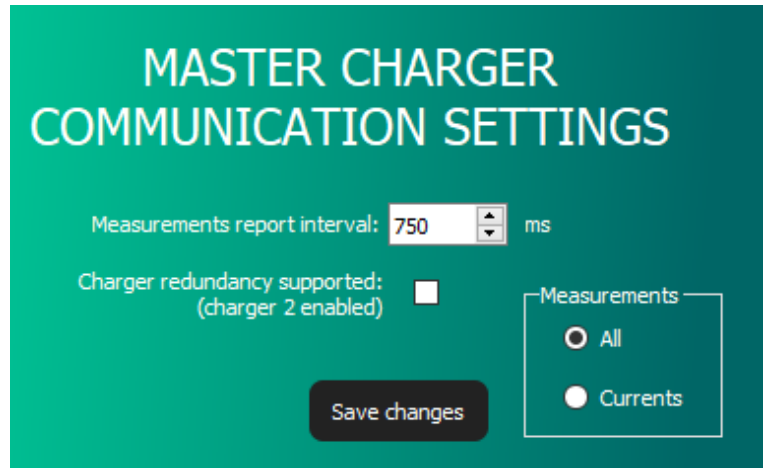 MASTER CHARGER
COMMUNICATION SETTINGS
Measurements report interval: 750 ms
Charger redundancy supported:
(charger 2 enabled)
Measurements
All
Currents
Save changes